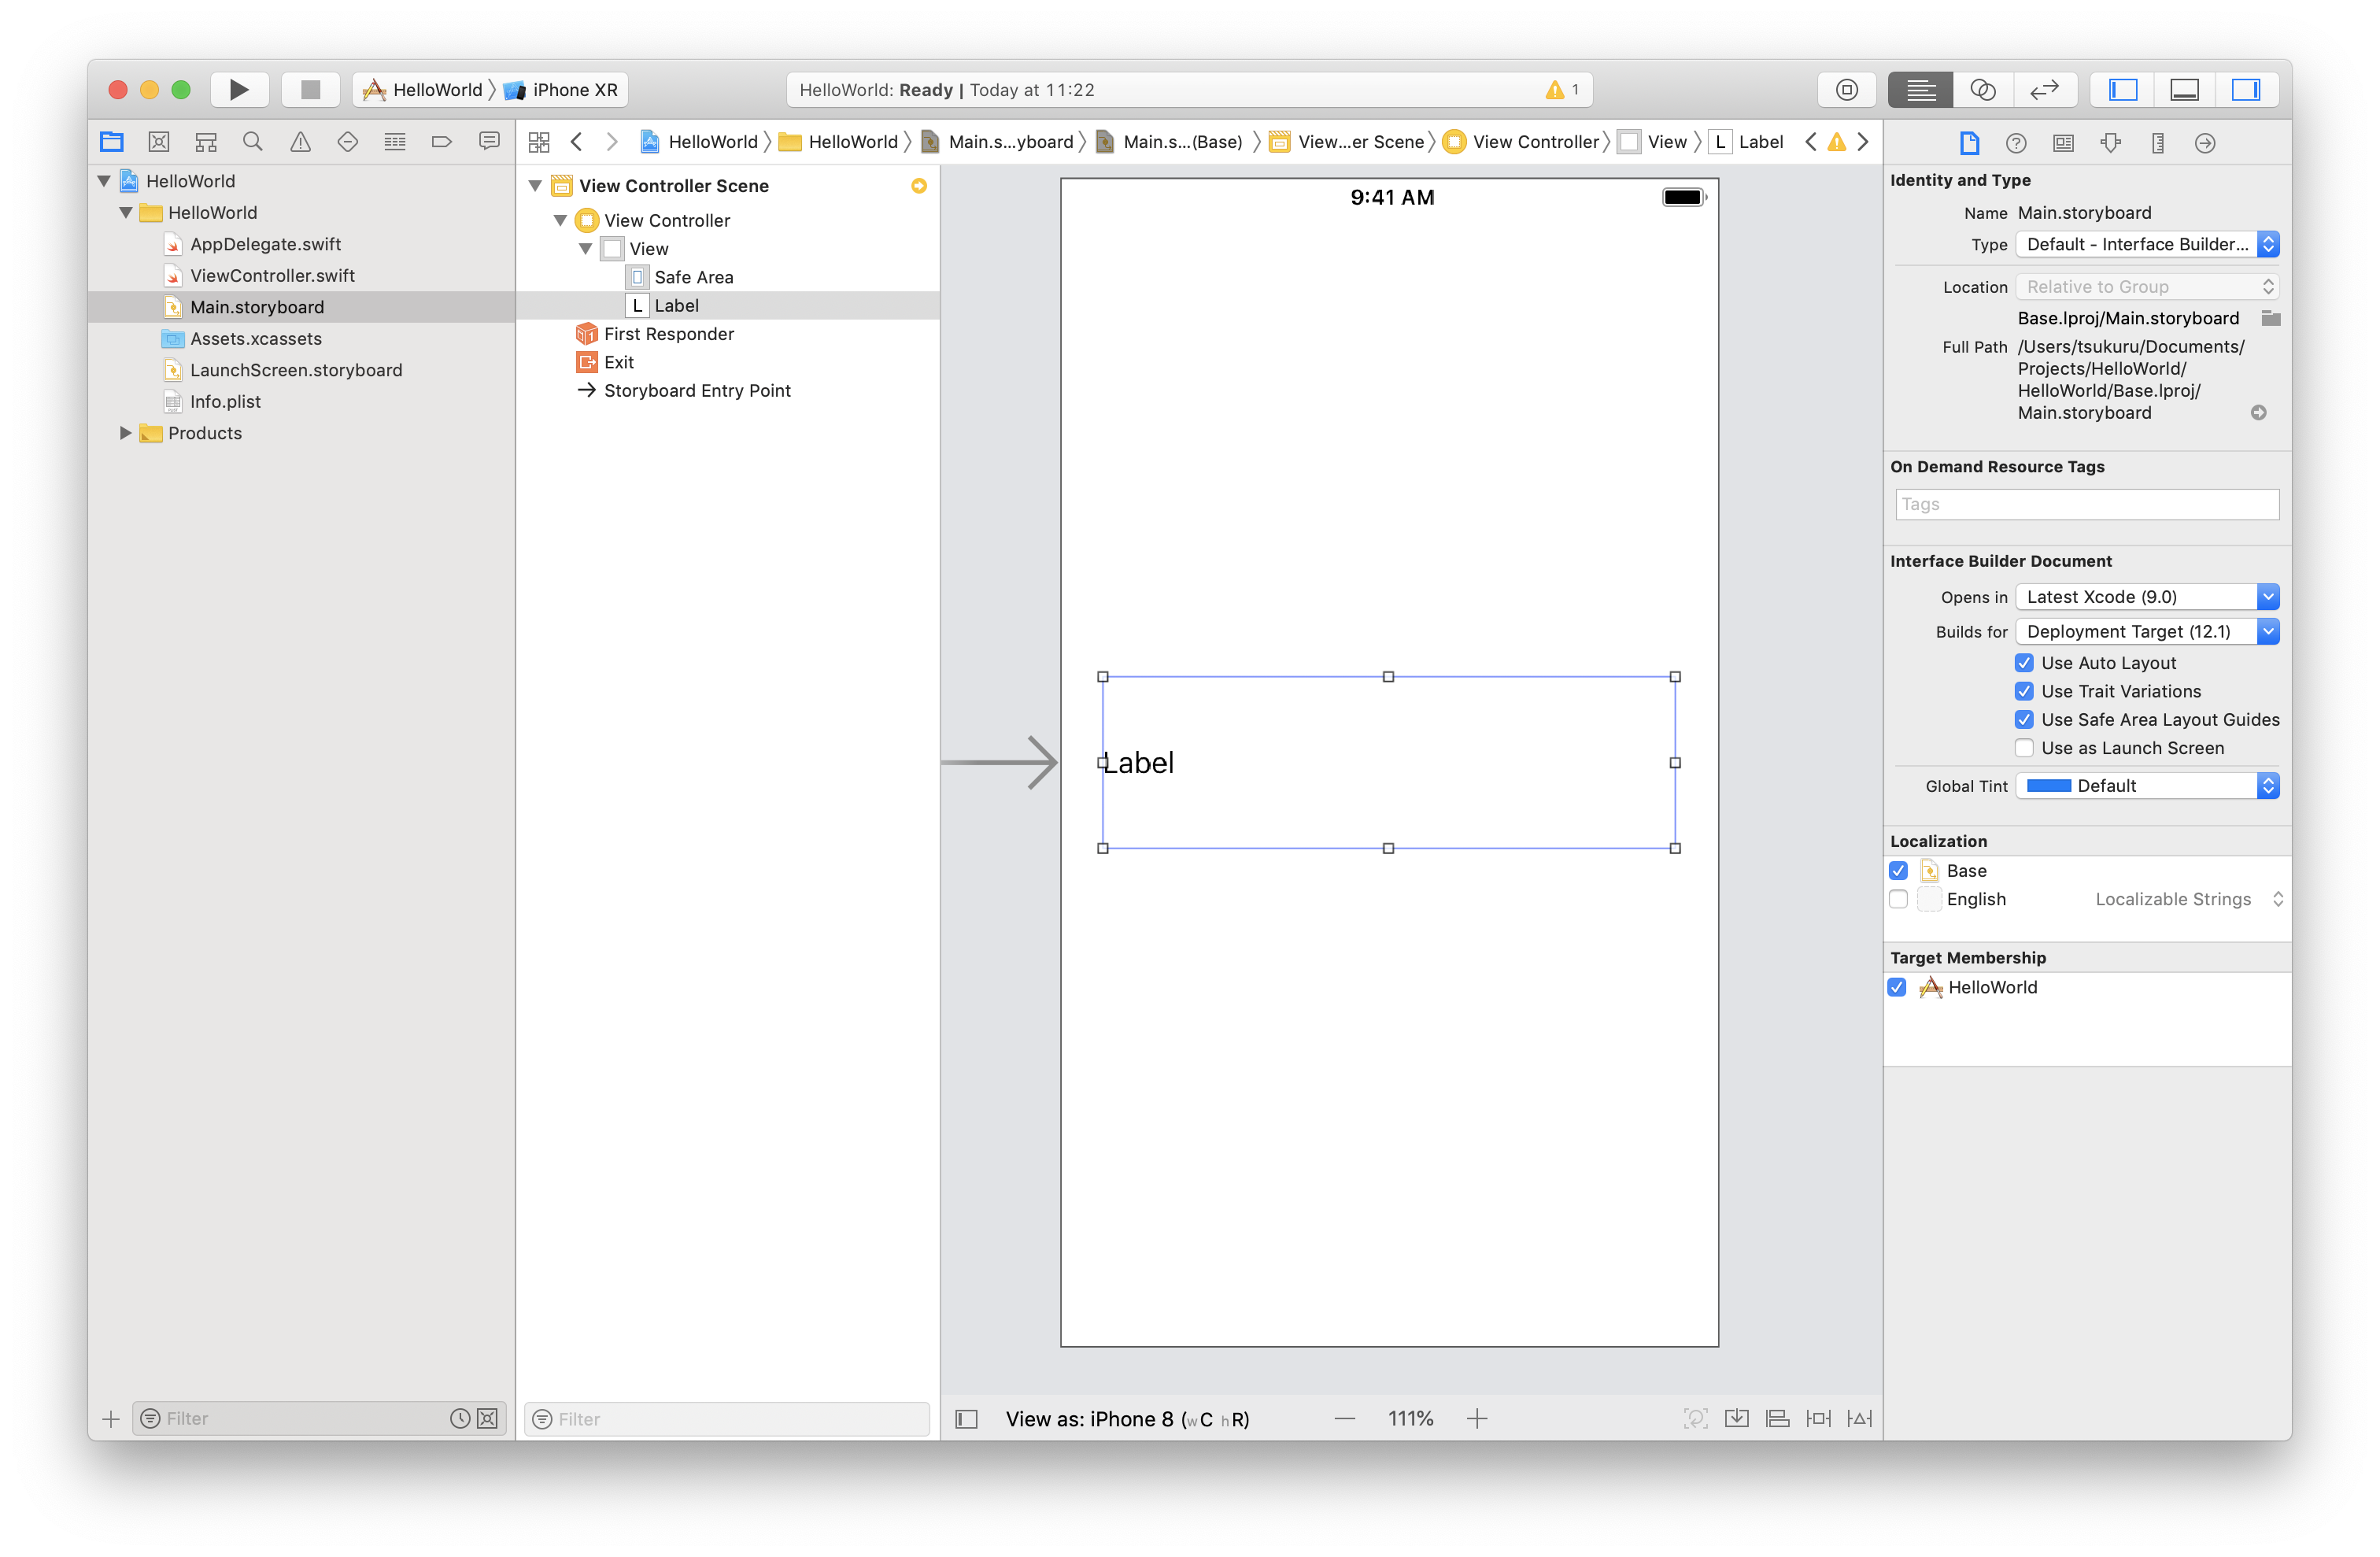 HelloWorld 〉 iPhone XR
HelloWorld: Ready | Today at 11:22
1
HelloWorld 〉 HelloWorld 〉 Main.s...yboard 〉 Main.s...(Base) 〉 View...er Scene 〉 View Controller 〉 View 〉 L Label
HelloWorld
HelloWorld
AppDelegate.swift
ViewController.swift
Main.storyboard
Assets.xcassets
LaunchScreen.storyboard
Info.plist
Products
Filter
View Controller Scene
View Controller
View
Safe Area
L Label
First Responder
Exit
Storyboard Entry Point
Filter
9:41 AM
Label
View as: iPhone 8 (wC hR)
111%
Identity and Type
Name Main.storyboard
Type Default - Interface Builder...
Location Relative to Group
Base.lproj/Main.storyboard
Full Path /Users/tsukuru/Documents/
Projects/HelloWorld/
HelloWorld/Base.lproj/
Main.storyboard
On Demand Resource Tags
Tags
Interface Builder Document
Opens in Latest Xcode (9.0)
Builds for Deployment Target (12.1)
Use Auto Layout
Use Trait Variations
Use Safe Area Layout Guides
Use as Launch Screen
Global Tint Default
Localization
Base
English Localizable Strings
Target Membership
HelloWorld